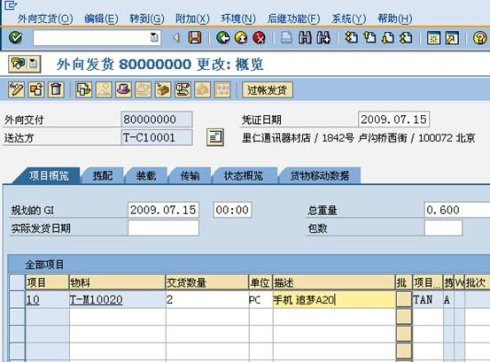 外向交货(O) 编辑(E) 转到(G) 附加(X) 环境(N) 后继功能(F) 系统(Y) 帮助(H)
外向发货 80000000 更改: 概览
过帐发货
外向交付 80000000 凭证日期 2009.07.15
送达方 T-C10001 里仁通讯器材店 / 1842号 卢沟桥西街 / 100072 北京
项目概览 拣配 装载 传输 状态概览 货物移动数据
规划的 GI 2009.07.15 00:00 总重量 0.600
实际发货日期 包数
全部项目
项目 物料 交货数量 单位 描述 批 项目... 拣 W 批次
10 T-M10020 2 PC 手机 追梦A20 TAN A